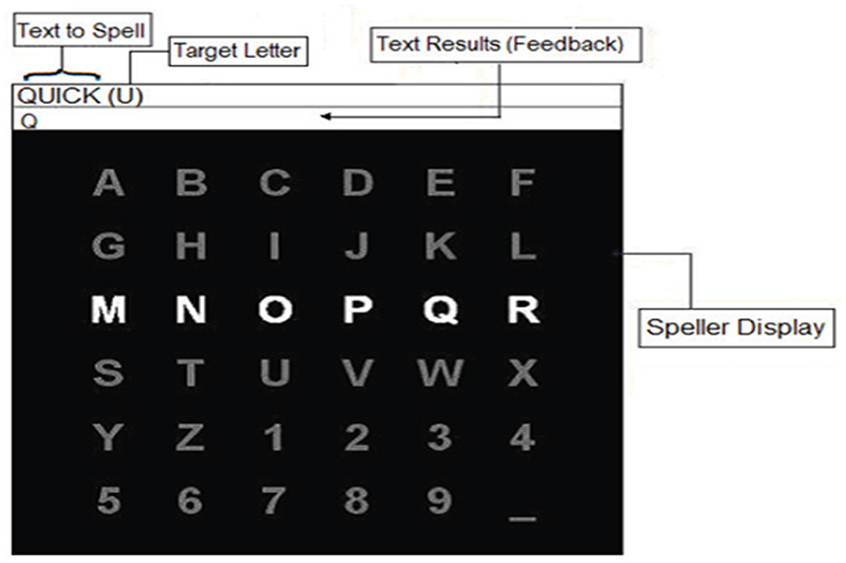 Text to Spell
Target Letter
Text Results (Feedback)
QUICK (U)
Q
A B C D E F
G H I J K L
M N O P Q R
Speller Display
S T U V W X
Y Z 1 2 3 4
5 6 7 8 9 _